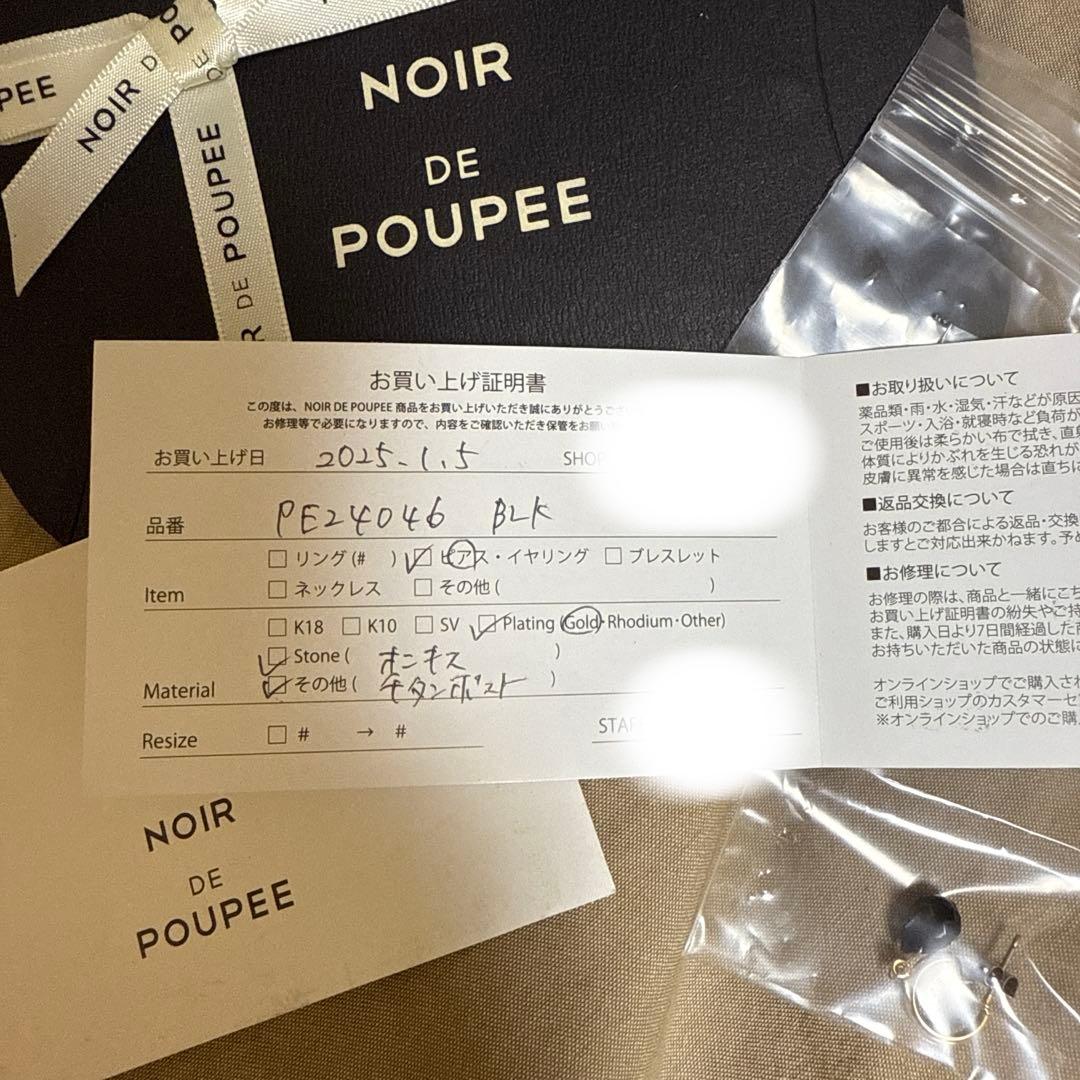 NOIR
DE
POUPEE
PEE
NOIR D
DE POUPEE
R DE POUPEE
お買い上げ証明書
この度は、NOIR DE POUPEE 商品をお買い上げいただき誠にありがとうござい
お修理等で必要になりますので、内容をご確認いただき保管をお願い
お買い上げ日 2025.1.5 SHOP
品番 PE24046 BLK
□ リング (# ) ☑ ピアス・イヤリング □ ブレスレット
Item □ ネックレス □ その他 ( )
□ K18 □ K10 □ SV ☑ Plating (Gold・Rhodium・Other)
☑ Stone ( オニキス )
Material ☑ その他 ( チタンポスト )
Resize □ # → # STAF
■お取り扱いについて
薬品類・雨・水・湿気・汗などが原因
スポーツ・入浴・就寝時など負荷が
ご使用後は柔らかい布で拭き、直射
体質によりかぶれを生じる恐れが
皮膚に異常を感じた場合は直ちに
■返品交換について
お客様のご都合による返品・交換
しますとご対応出来かねます。予め
■お修理について
お修理の際は、商品と一緒にこち
お買い上げ証明書の紛失やご持
また、購入日より7日間経過した商
お持ちいただいた商品の状態に
オンラインショップでご購入され
ご利用ショップのカスタマーセ
※オンラインショップでのご購
NOIR
DE
POUPEE